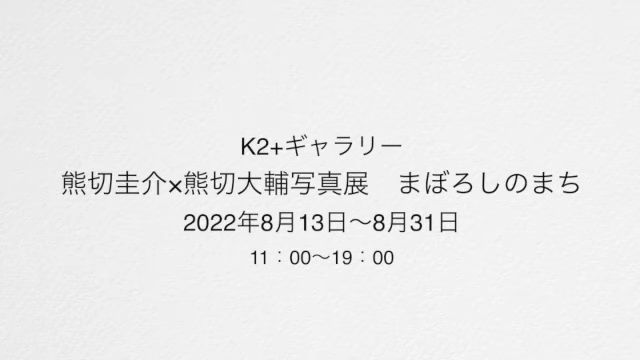 K2+ギャラリー
熊切圭介×熊切大輔写真展　まぼろしのまち
2022年8月13日〜8月31日
11：00〜19：00